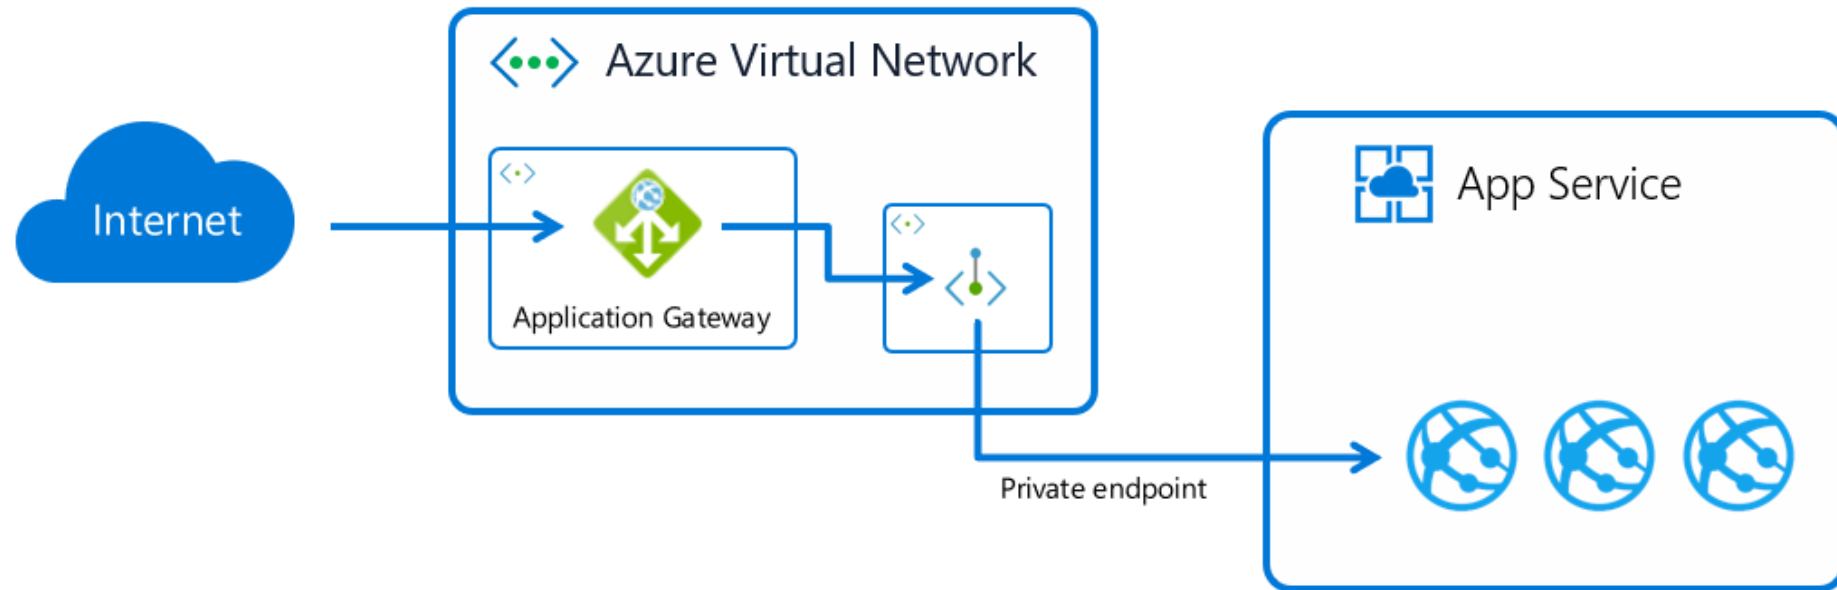 Azure Virtual Network
Internet
Application Gateway
App Service
Private endpoint